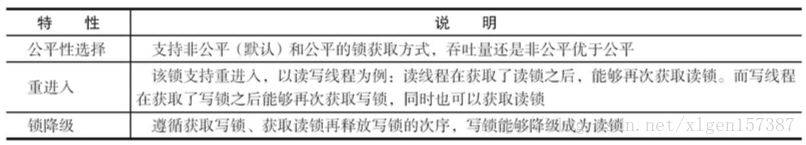 特 性 说 明
公平性选择 支持非公平（默认）和公平的锁获取方式，吞吐量还是非公平优于公平
重进入 该锁支持重进入，以读写线程为例：读线程在获取了读锁之后，能够再次获取读锁。而写线程
在获取了写锁之后能够再次获取写锁，同时也可以获取读锁
锁降级 遵循获取写锁、获取读锁再释放写锁的次序，写锁能够降级成为读锁
n.net/xlgen157387